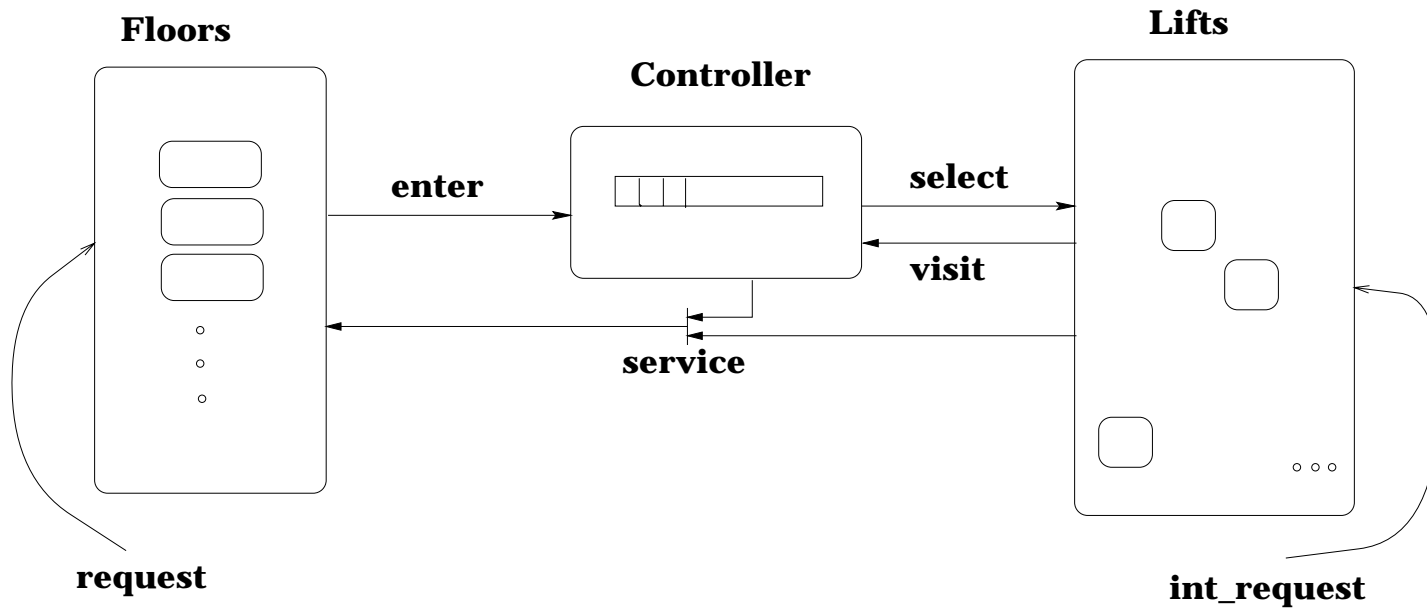 Floors
Lifts
Controller
enter
select
visit
service
request
int_request